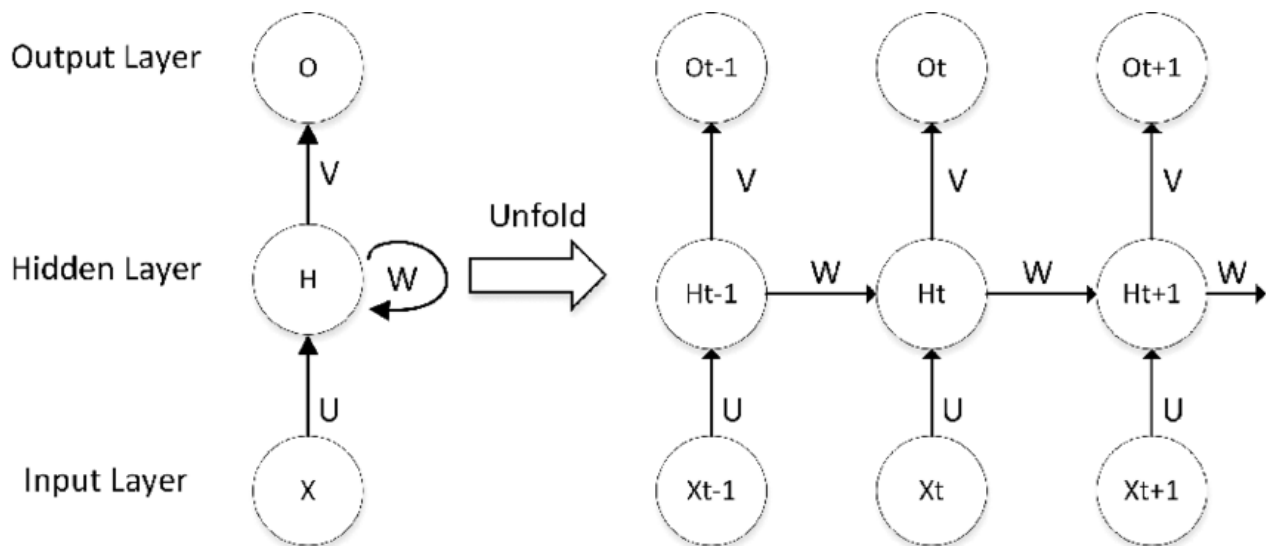 Output Layer O Ot-1 Ot Ot+1
V V V V
Unfold
Hidden Layer H W Ht-1 W Ht W Ht+1 W
U U U U
Input Layer X Xt-1 Xt Xt+1